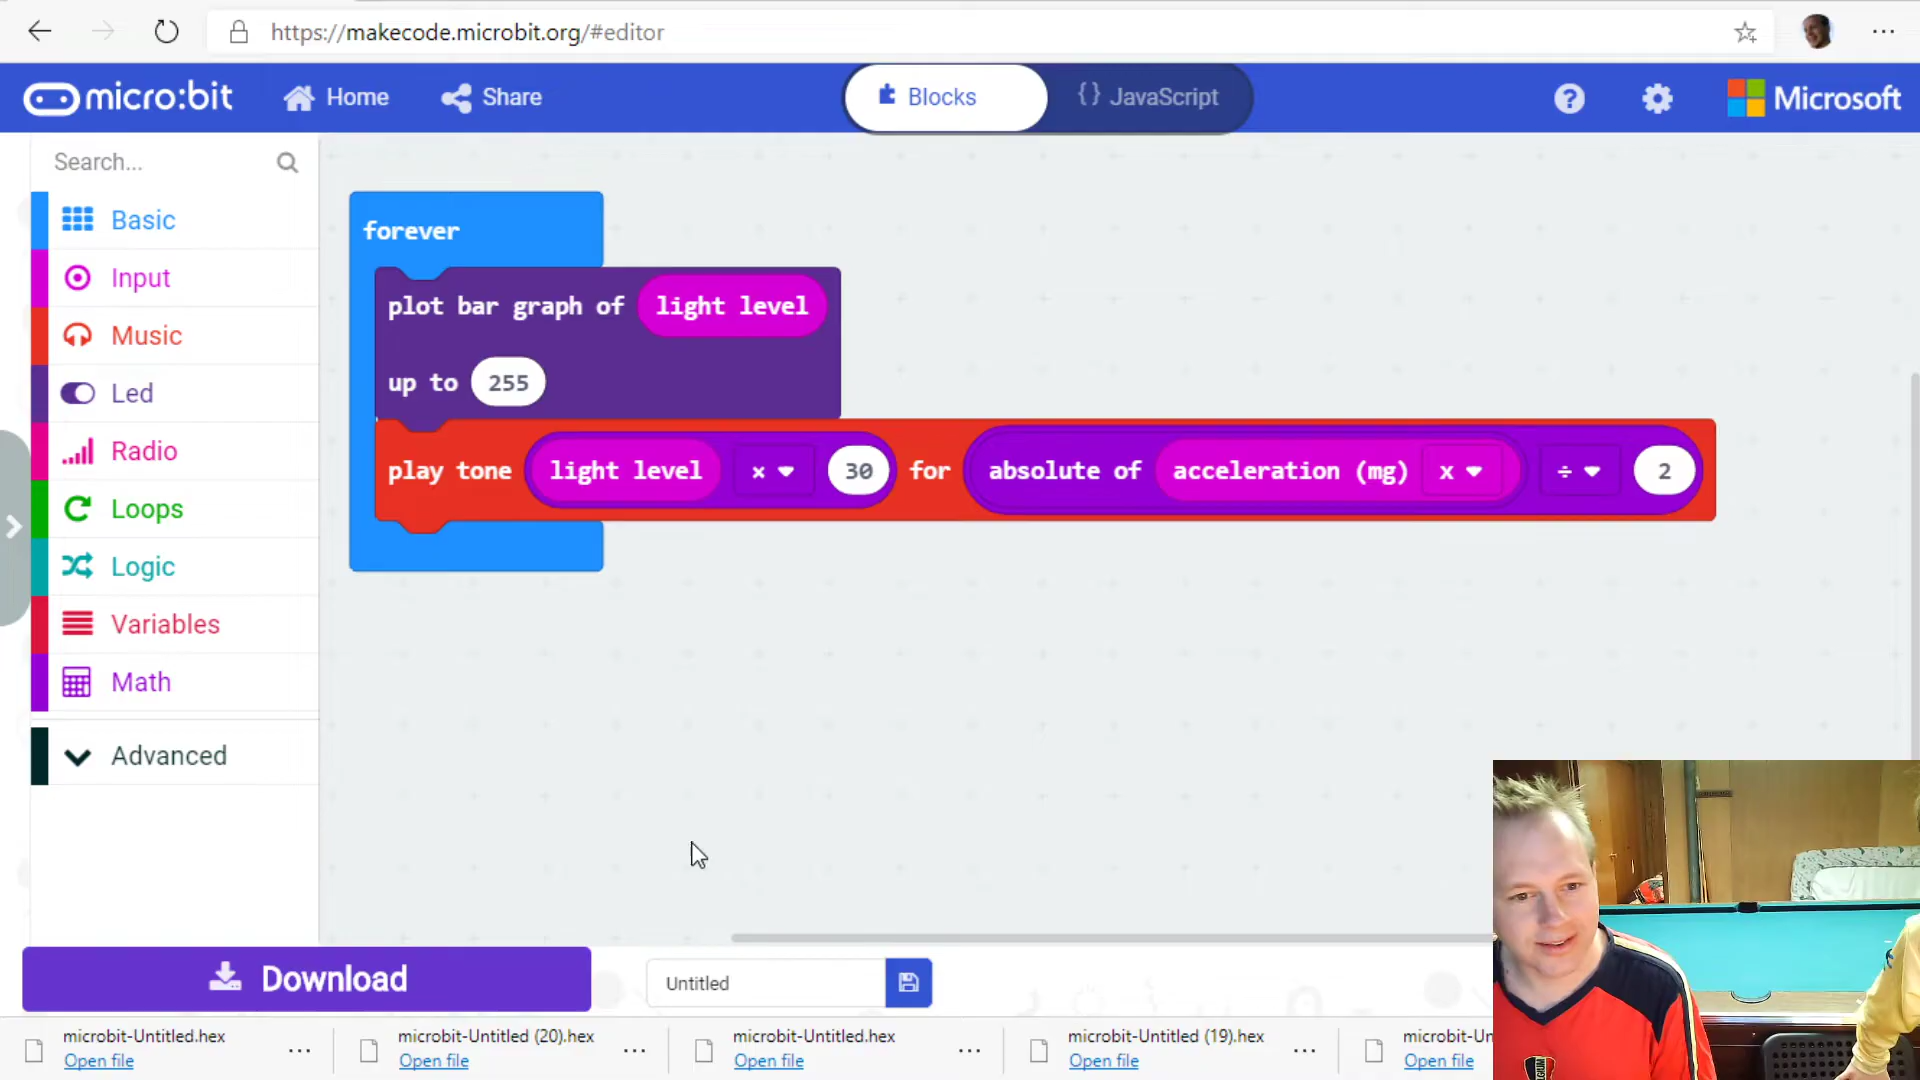 https://makecode.microbit.org/#editor
micro:bit Home Share Blocks {} JavaScript ? Microsoft
Search...
Basic
Input
Music
Led
Radio
Loops
Logic
Variables
Math
Advanced
forever
plot bar graph of light level
up to 255
play tone light level × 30 for absolute of acceleration (mg) x ÷ 2
Download
Untitled
microbit-Untitled.hex
Open file
microbit-Untitled (20).hex
Open file
microbit-Untitled.hex
Open file
microbit-Untitled (19).hex
Open file
microbit-Unti
Open file